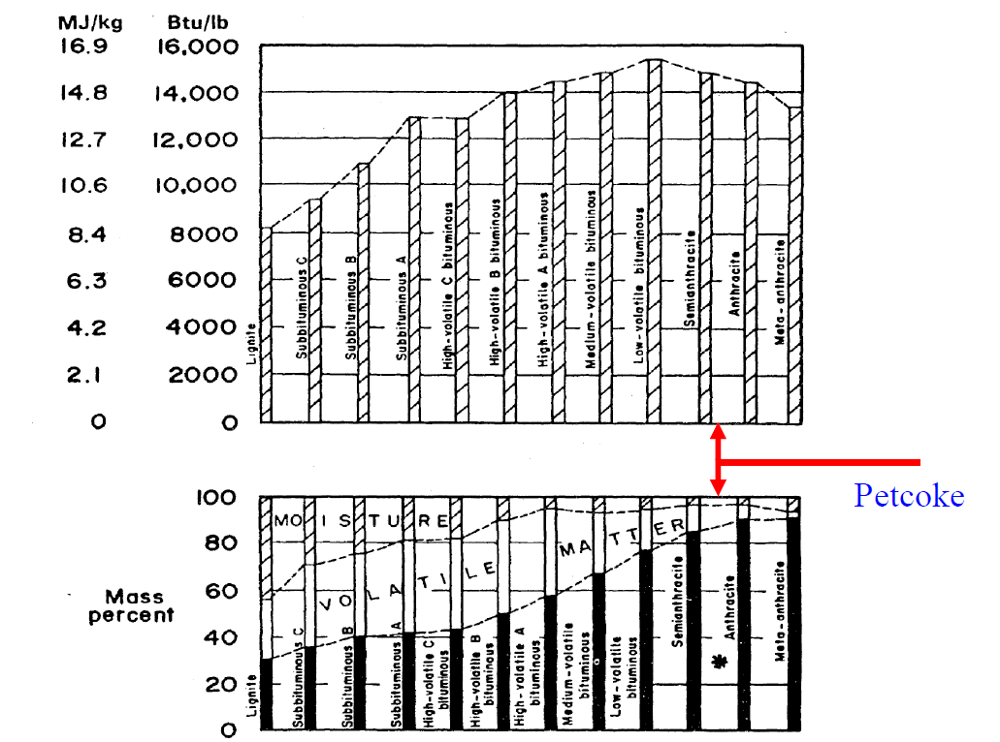 MJ/kg Btu/lb
16.9 16,000
14.8 14,000
12.7 12,000
10.6 10,000
8.4 8000
6.3 6000
4.2 4000
2.1 2000
0 0
Lignite
Subbituminous C
Subbituminous B
Subbituminous A
High-volatile C bituminous
High-volatile B bituminous
High-volatile A bituminous
Medium-volatile bituminous
Low-volatile bituminous
Semianthracite
Anthracite
Meta-anthracite
Petcoke
Mass
percent
100
80
60
40
20
0
MOISTURE
VOLATILE MATTER
Lignite
Subbituminous C
Subbituminous B
Subbituminous A
High-volatile C
bituminous
High-volatile B
bituminous
High-volatile A
bituminous
Medium-volatile
bituminous
Low-volatile
bituminous
Semianthracite
*
Anthracite
Meta-anthracite